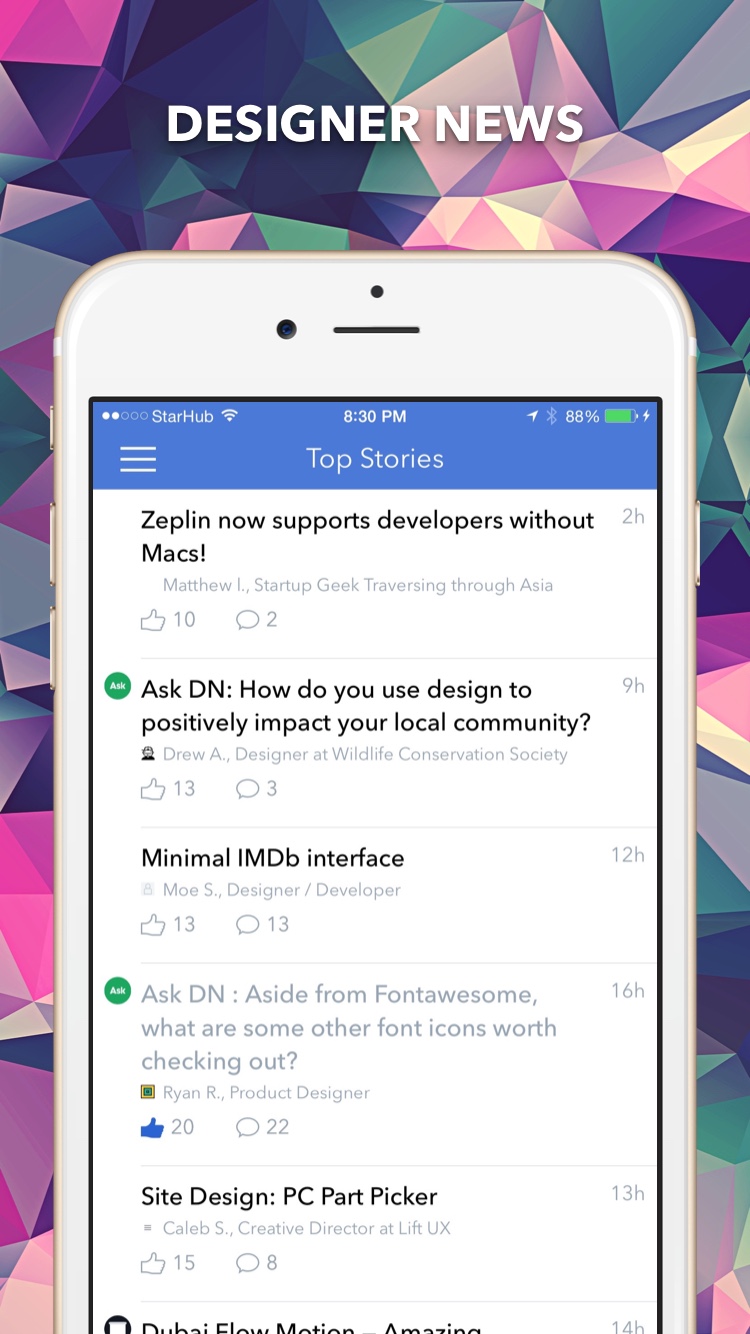 DESIGNER NEWS
StarHub 8:30 PM 88%
Top Stories
Zeplin now supports developers without 2h
Macs!
Matthew I., Startup Geek Traversing through Asia
10 2
Ask Ask DN: How do you use design to 9h
positively impact your local community?
Drew A., Designer at Wildlife Conservation Society
13 3
Minimal IMDb interface 12h
Moe S., Designer / Developer
13 13
Ask Ask DN : Aside from Fontawesome, 16h
what are some other font icons worth
checking out?
Ryan R., Product Designer
20 22
Site Design: PC Part Picker 13h
Caleb S., Creative Director at Lift UX
15 8
Dubai Flow Motion – Amazing 14h